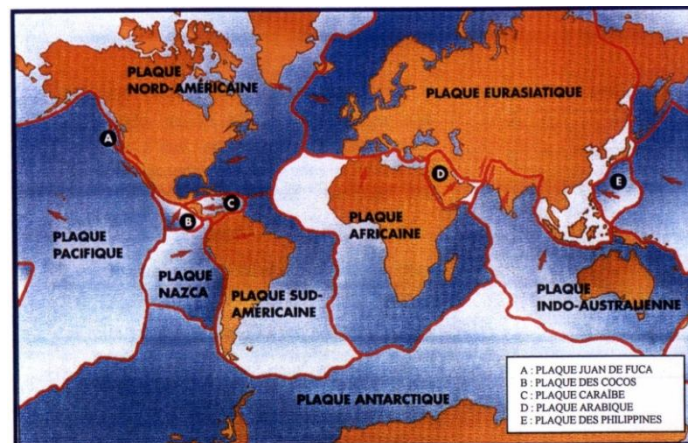 PLAQUE
NORD-AMÉRICAINE
PLAQUE EURASIATIQUE
A
D
E
C
B
PLAQUE
PACIFIQUE
PLAQUE
AFRICAINE
PLAQUE
NAZCA
PLAQUE SUD-
AMÉRICAINE
PLAQUE
INDO-AUSTRALIENNE
PLAQUE ANTARCTIQUE
A : PLAQUE JUAN DE FUCA
B : PLAQUE DES COCOS
C : PLAQUE CARAÏBE
D : PLAQUE ARABIQUE
E : PLAQUE DES PHILIPPINES